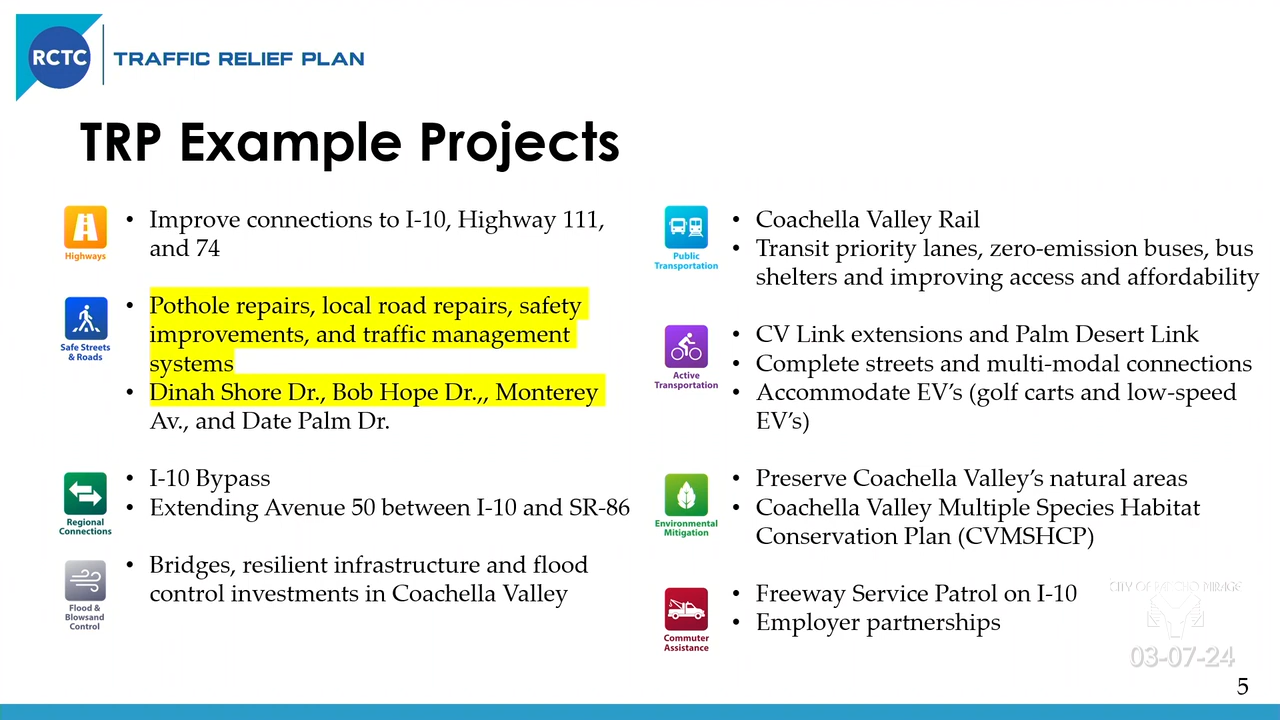 RCTC
TRAFFIC RELIEF PLAN
TRP Example Projects
Highways
• Improve connections to I-10, Highway 111,
and 74
Safe Streets
& Roads
• Pothole repairs, local road repairs, safety
improvements, and traffic management
systems
• Dinah Shore Dr., Bob Hope Dr.,, Monterey
Av., and Date Palm Dr.
Regional
Connections
• I-10 Bypass
• Extending Avenue 50 between I-10 and SR-86
Flood &
Blowsand
Control
• Bridges, resilient infrastructure and flood
control investments in Coachella Valley
Public
Transportation
• Coachella Valley Rail
• Transit priority lanes, zero-emission buses, bus
shelters and improving access and affordability
Active
Transportation
• CV Link extensions and Palm Desert Link
• Complete streets and multi-modal connections
• Accommodate EV's (golf carts and low-speed
EV's)
Environmental
Mitigation
• Preserve Coachella Valley's natural areas
• Coachella Valley Multiple Species Habitat
Conservation Plan (CVMSHCP)
Commuter
Assistance
• Freeway Service Patrol on I-10
• Employer partnerships
CITY OF RANCHO MIRAGE
03-07-24
5